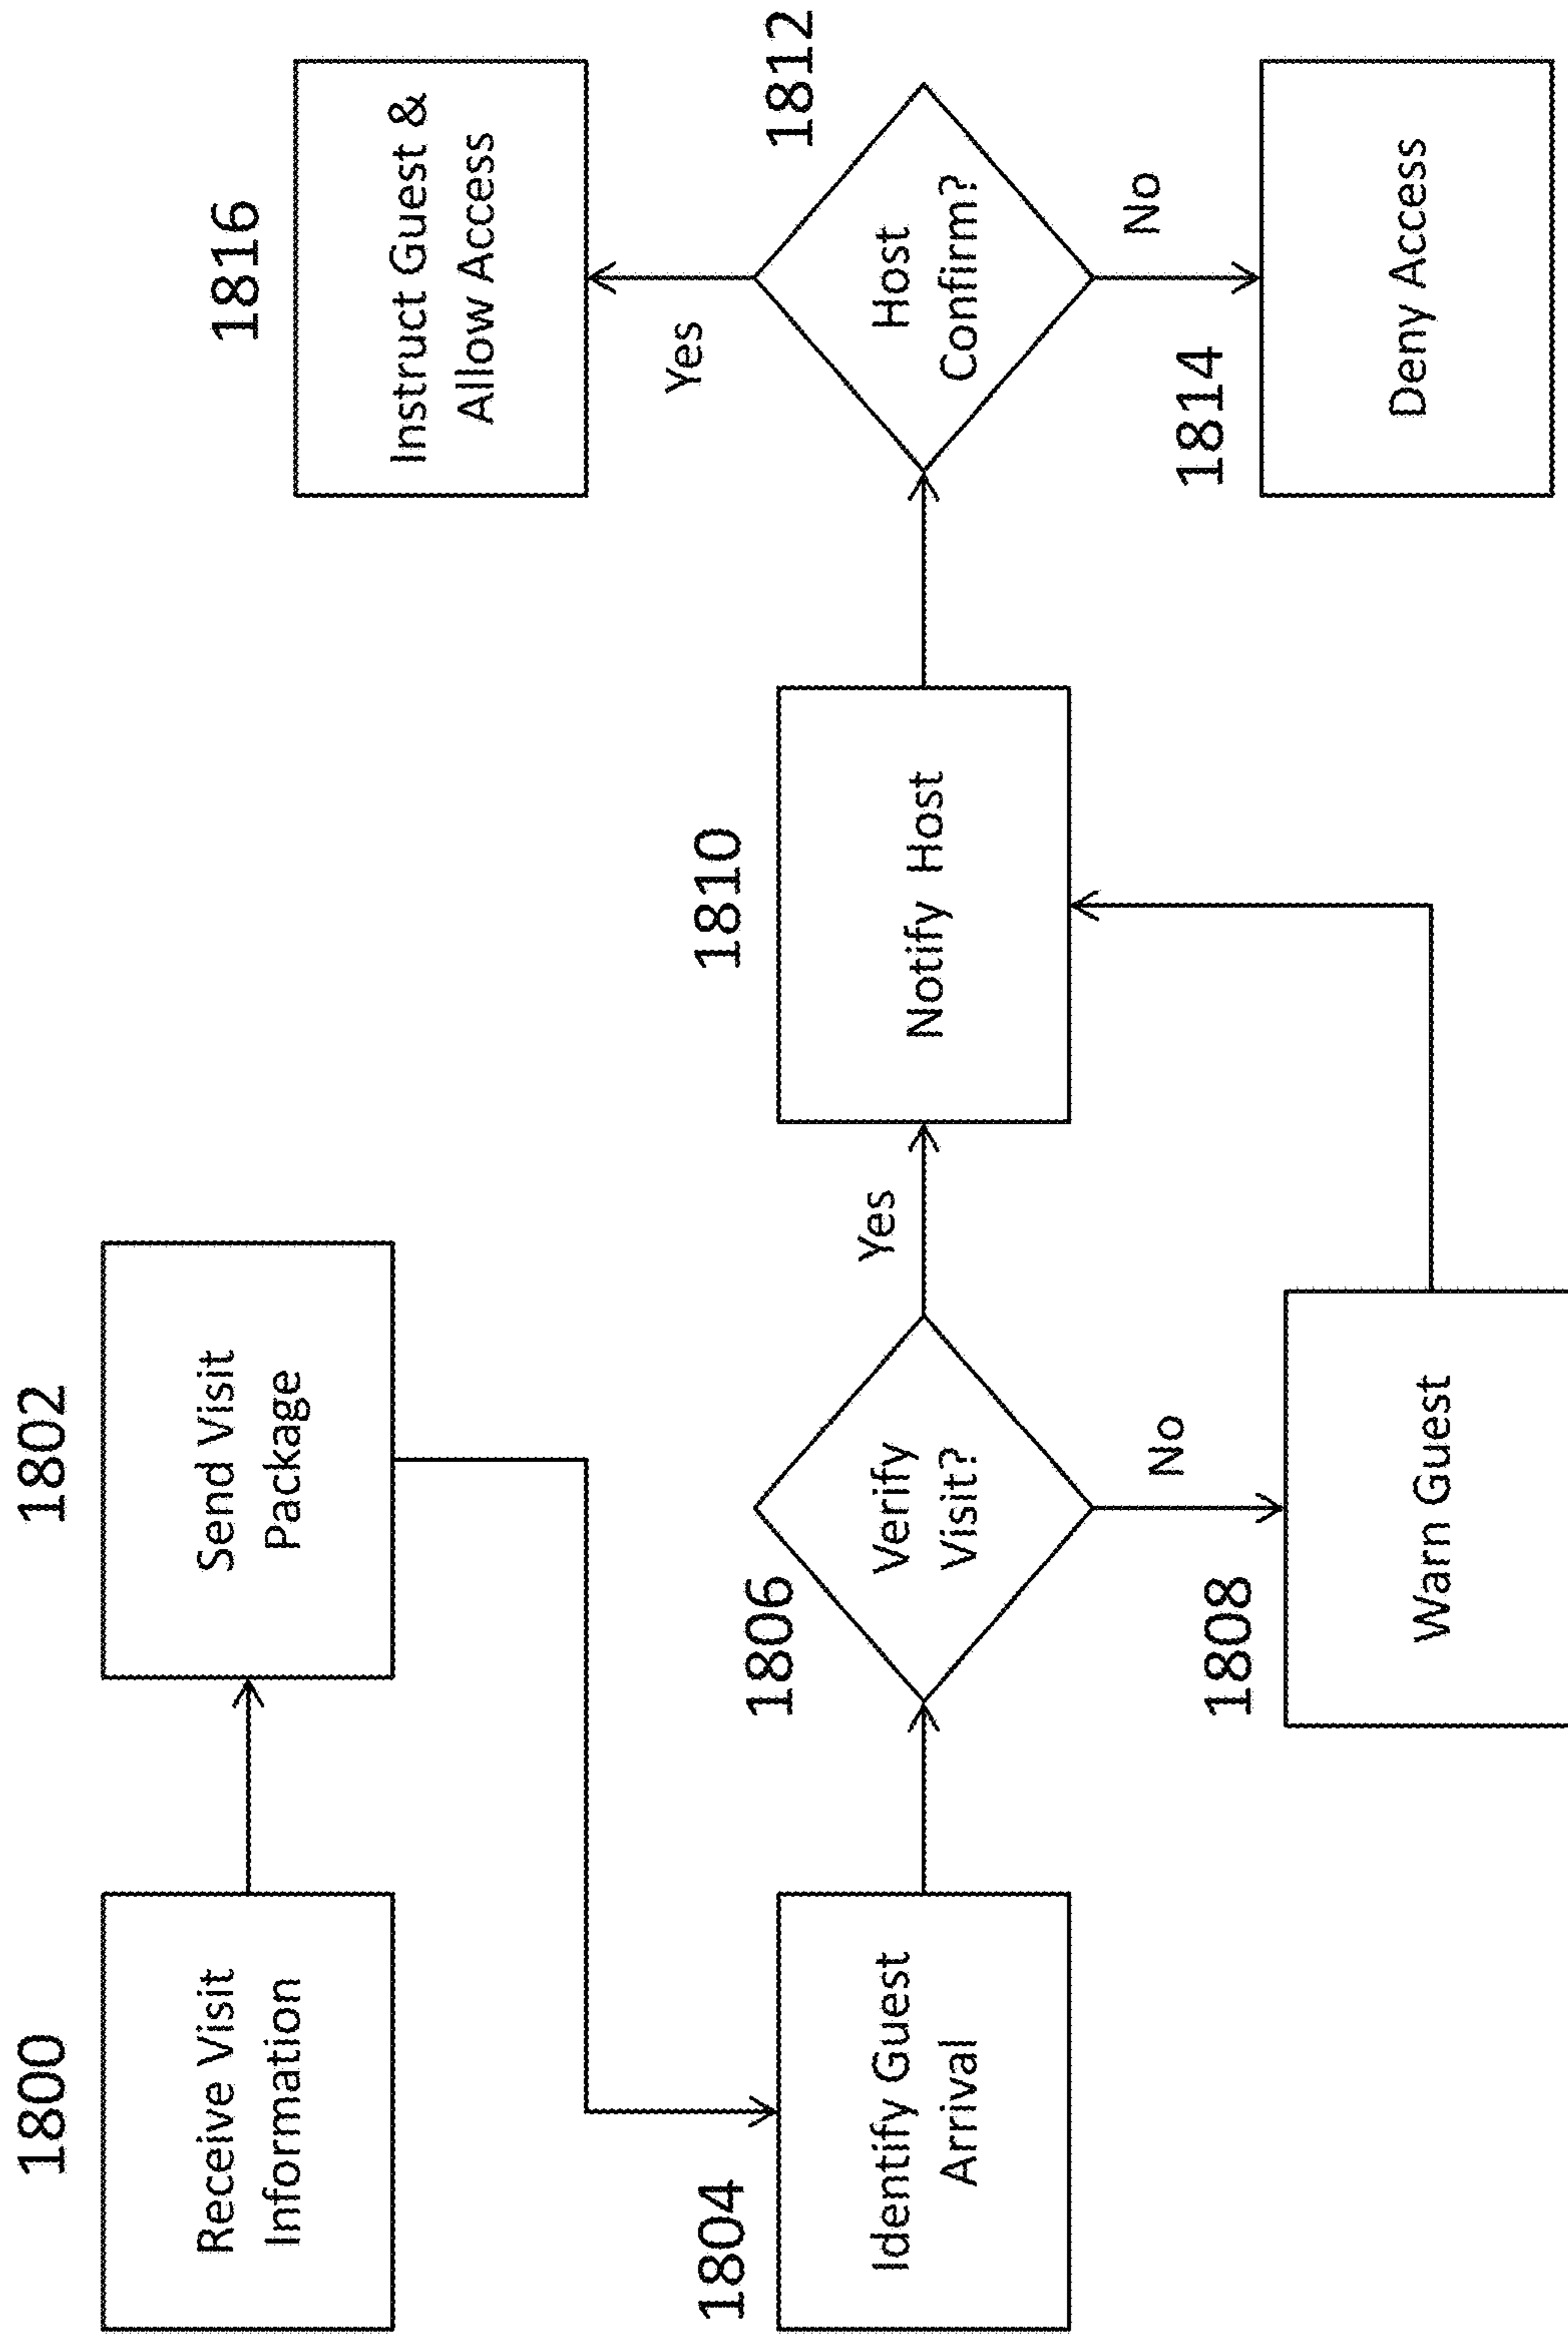 1800
Receive Visit
Information
1802
Send Visit
Package
1804
Identify Guest
Arrival
1806
Verify
Visit?
Yes
No
1808
Warn Guest
1810
Notify Host
1812
Host
Confirm?
Yes
No
1814
Deny Access
1816
Instruct Guest &
Allow Access